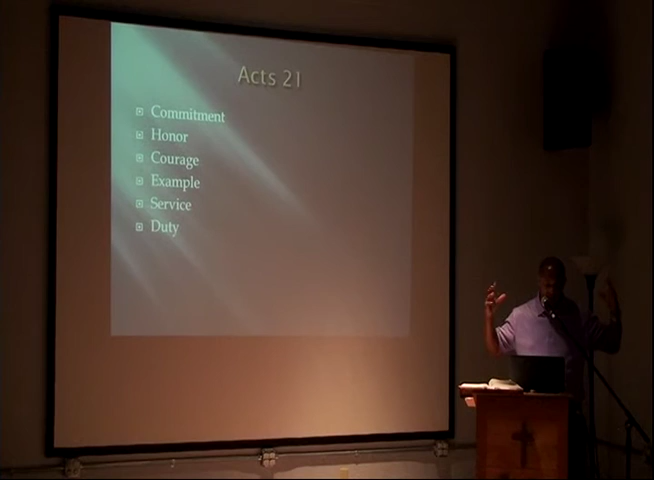 Acts 21
Commitment
Honor
Courage
Example
Service
Duty